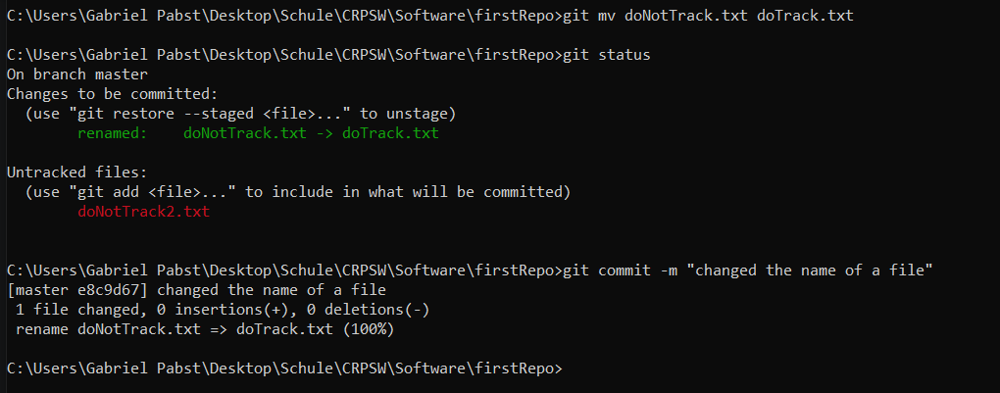 C:\Users\Gabriel Pabst\Desktop\Schule\CRPSW\Software\firstRepo>git mv doNotTrack.txt doTrack.txt
C:\Users\Gabriel Pabst\Desktop\Schule\CRPSW\Software\firstRepo>git status
On branch master
Changes to be committed:
  (use "git restore --staged <file>..." to unstage)
        renamed:    doNotTrack.txt -> doTrack.txt
Untracked files:
  (use "git add <file>..." to include in what will be committed)
        doNotTrack2.txt
C:\Users\Gabriel Pabst\Desktop\Schule\CRPSW\Software\firstRepo>git commit -m "changed the name of a file"
[master e8c9d67] changed the name of a file
 1 file changed, 0 insertions(+), 0 deletions(-)
 rename doNotTrack.txt => doTrack.txt (100%)
C:\Users\Gabriel Pabst\Desktop\Schule\CRPSW\Software\firstRepo>